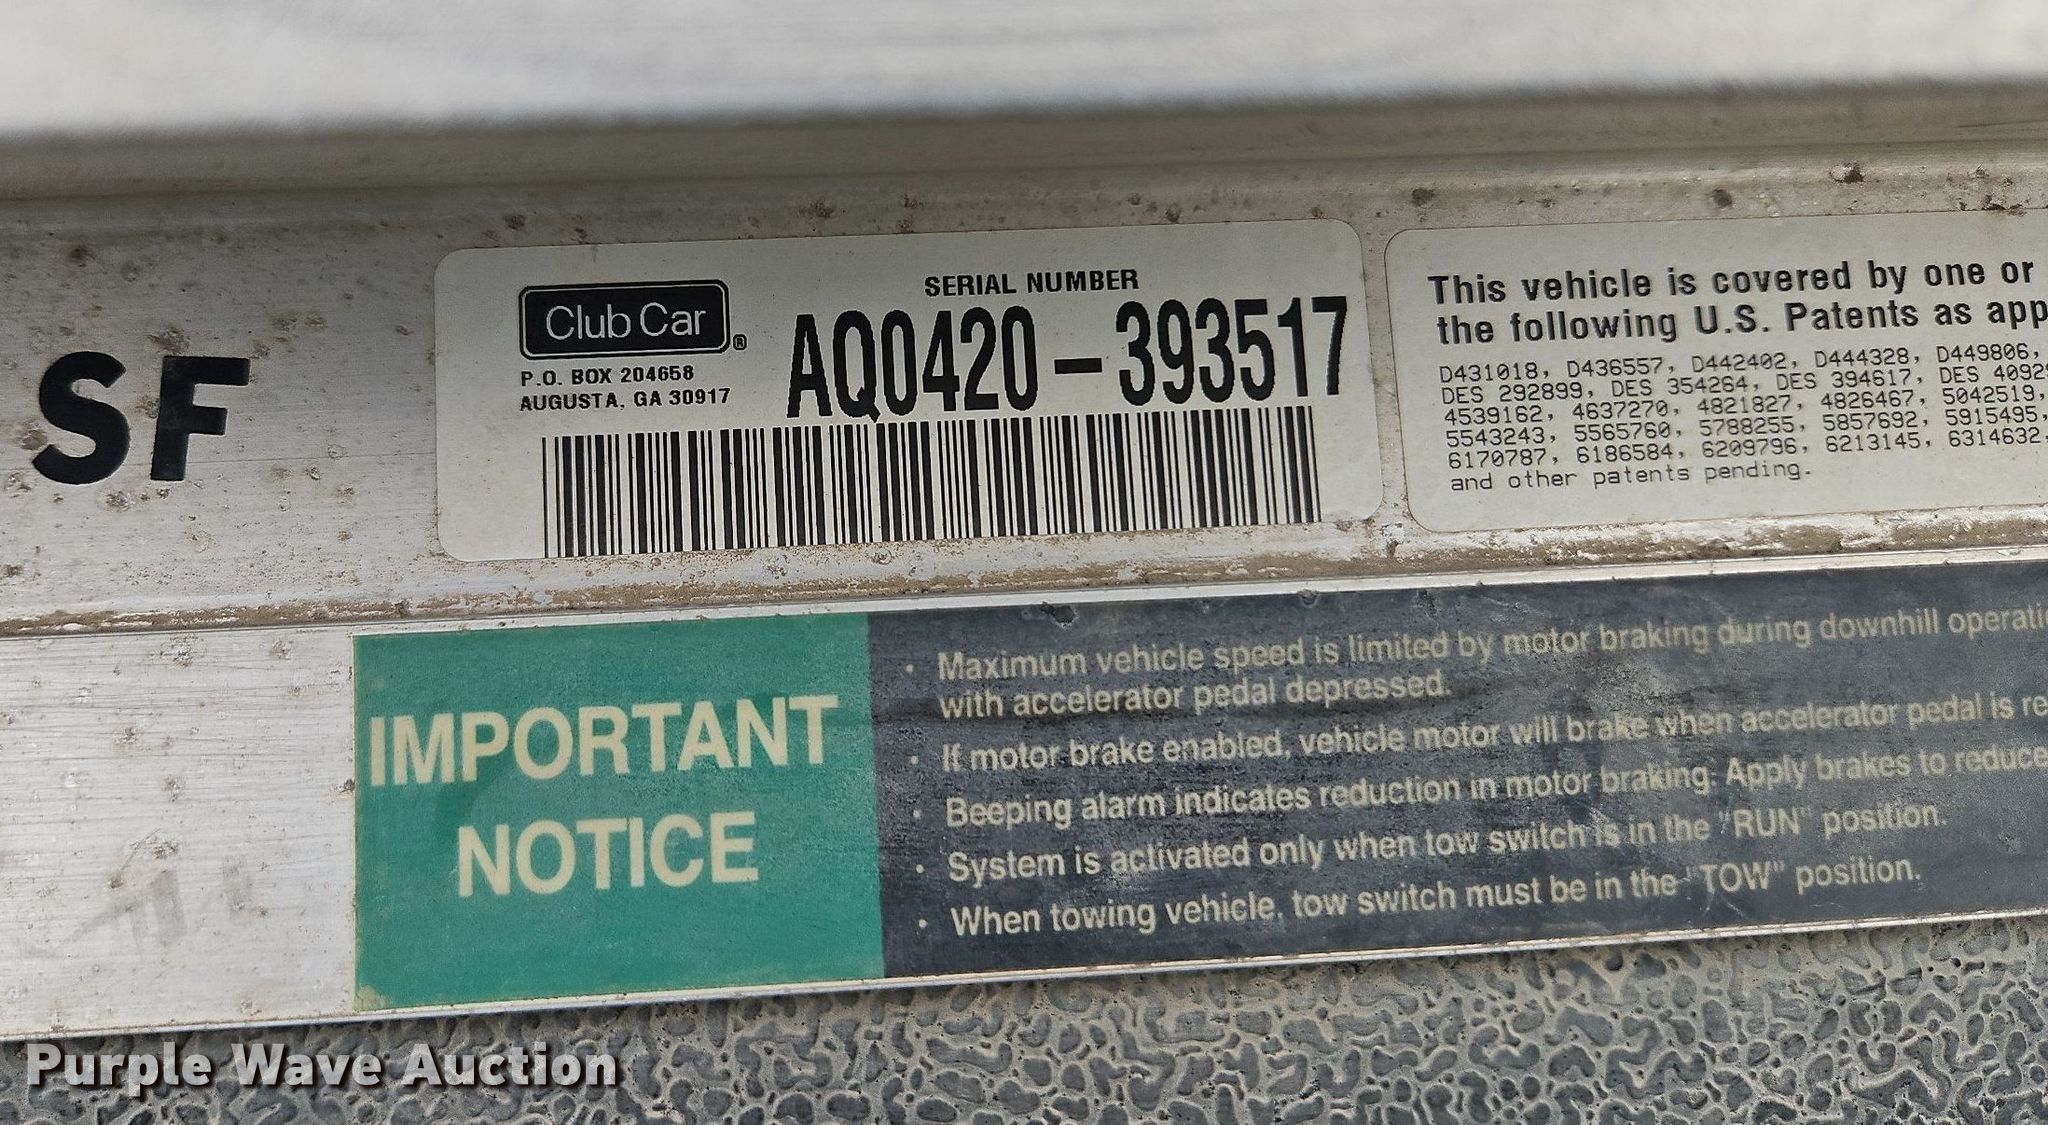 SF
Club Car®
P.O. BOX 204658
AUGUSTA, GA 30917
SERIAL NUMBER
AQ0420-393517
This vehicle is covered by one or
the following U.S. Patents as app
D431018, D436557, D442402, D444328, D449806,
DES 292899, DES 354264, DES 394617, DES 4092
4539162, 4637270, 4821827, 4826467, 5042519,
5543243, 5565760, 5788255, 5857692, 5915495,
6170787, 6186584, 6209796, 6213145, 6314632,
and other patents pending.
IMPORTANT
NOTICE
• Maximum vehicle speed is limited by motor braking during downhill operati
with accelerator pedal depressed.
• If motor brake enabled, vehicle motor will brake when accelerator pedal is re
• Beeping alarm indicates reduction in motor braking. Apply brakes to reduce
• System is activated only when tow switch is in the "RUN" position.
• When towing vehicle, tow switch must be in the "TOW" position.
Purple Wave Auction